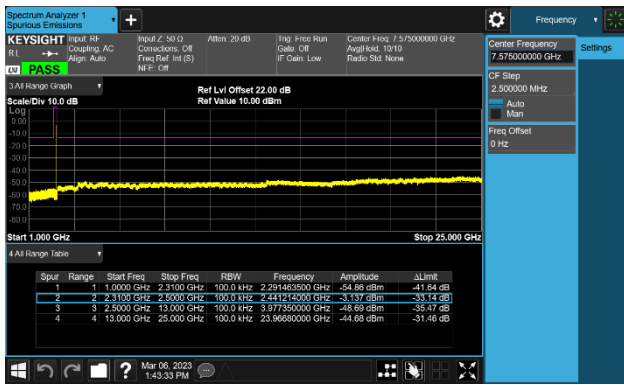 Spectrum Analyzer 1
Spurious Emissions
Frequency
KEYSIGHT Input: RF
R L
Coupling: AC
Align: Auto
Input Z: 50 Ω
Corrections: Off
Freq Ref: Int (S)
NFE: Off
Atten: 20 dB
Trig: Free Run
Gate: Off
IF Gain: Low
Center Freq: 7.575000000 GHz
Avg|Hold: 10/10
Radio Std: None
PASS
Center Frequency
7.575000000 GHz
Settings
CF Step
2.500000 MHz
Auto
Man
Freq Offset
0 Hz
3 All Range Graph
Scale/Div 10.0 dB
Ref Lvl Offset 22.00 dB
Ref Value 10.00 dBm
Log
0.00
-10.0
-20.0
-30.0
-40.0
-50.0
-60.0
-70.0
-80.0
Start 1.000 GHz Stop 25.000 GHz
4 All Range Table
Spur Range Start Freq Stop Freq RBW Frequency Amplitude ΔLimit
1 1 1.0000 GHz 2.3100 GHz 100.0 kHz 2.291463500 GHz -54.86 dBm -41.64 dB
2 2 2.3100 GHz 2.5000 GHz 100.0 kHz 2.441214000 GHz -3.137 dBm -33.14 dB
3 3 2.5000 GHz 13.000 GHz 100.0 kHz 3.977350000 GHz -48.69 dBm -35.47 dB
4 4 13.000 GHz 25.000 GHz 100.0 kHz 23.96680000 GHz -44.68 dBm -31.46 dB
Mar 06, 2023
1:43:33 PM